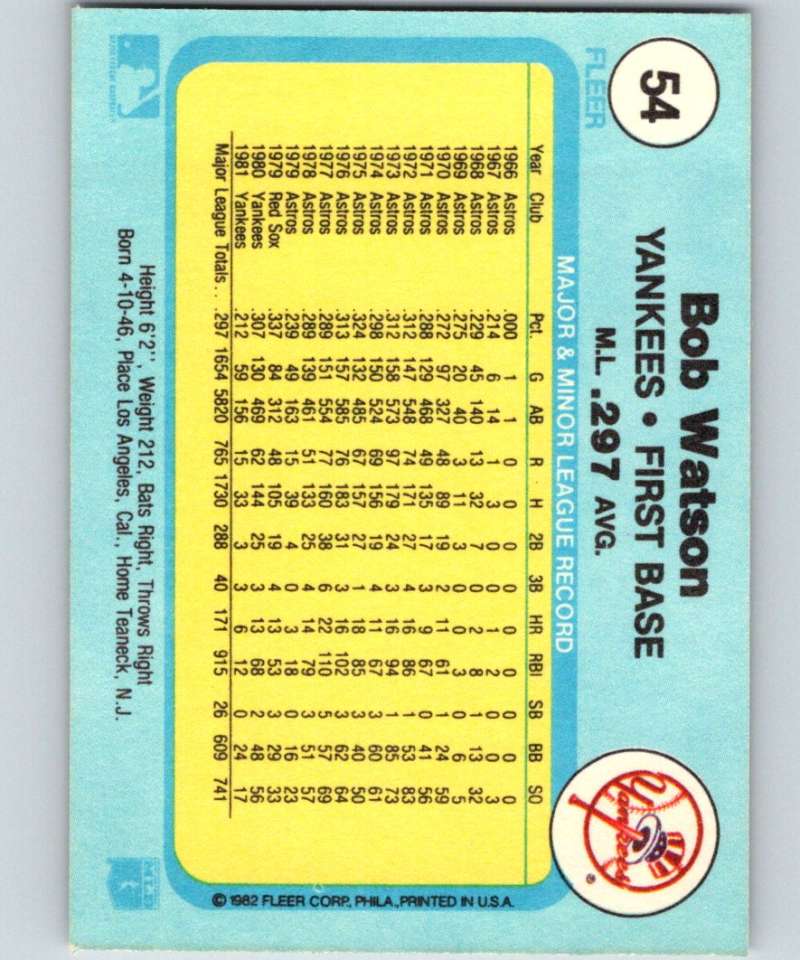 54
FLEER
Bob Watson
YANKEES • FIRST BASE
M.L. .297 AVG.
Yankees
®
MAJOR & MINOR LEAGUE RECORD
Year Club Pct. G AB R H 2B 3B HR RBI SB BB SO
1966 Astros .000 1 1 0 0 0 0 0 0 0 0 0
1967 Astros .214 6 14 1 3 0 0 1 2 0 0 3
1968 Astros .229 45 140 13 32 7 0 2 8 1 13 32
1969 Astros .275 20 40 3 11 3 0 0 3 0 6 5
1970 Astros .272 97 327 48 89 19 2 11 61 1 24 59
1971 Astros .288 129 468 49 135 17 3 9 67 0 41 56
1972 Astros .312 147 548 74 171 27 4 16 86 1 53 83
1973 Astros .312 158 573 97 179 24 3 16 94 1 85 73
1974 Astros .298 150 524 69 156 19 4 11 67 3 60 61
1975 Astros .324 132 485 67 157 27 1 18 85 3 40 50
1976 Astros .313 157 585 76 183 31 3 16 102 3 62 64
1977 Astros .289 151 554 77 160 38 6 22 110 5 57 69
1978 Astros .289 139 461 51 133 25 4 14 79 3 51 57
1979 Astros .239 49 163 15 39 4 0 3 18 0 16 23
1979 Red Sox .337 84 312 48 105 19 4 13 53 3 29 33
1980 Yankees .307 130 469 62 144 25 3 13 68 2 48 56
1981 Yankees .212 59 156 15 33 3 3 6 12 0 24 17
Major League Totals . . .297 1654 5820 765 1730 288 40 171 915 26 609 741
Height 6'2'', Weight 212, Bats Right, Throws Right
Born 4-10-46, Place Los Angeles, Cal., Home Teaneck, N.J.
© 1982 FLEER CORP., PHILA., PRINTED IN U.S.A.